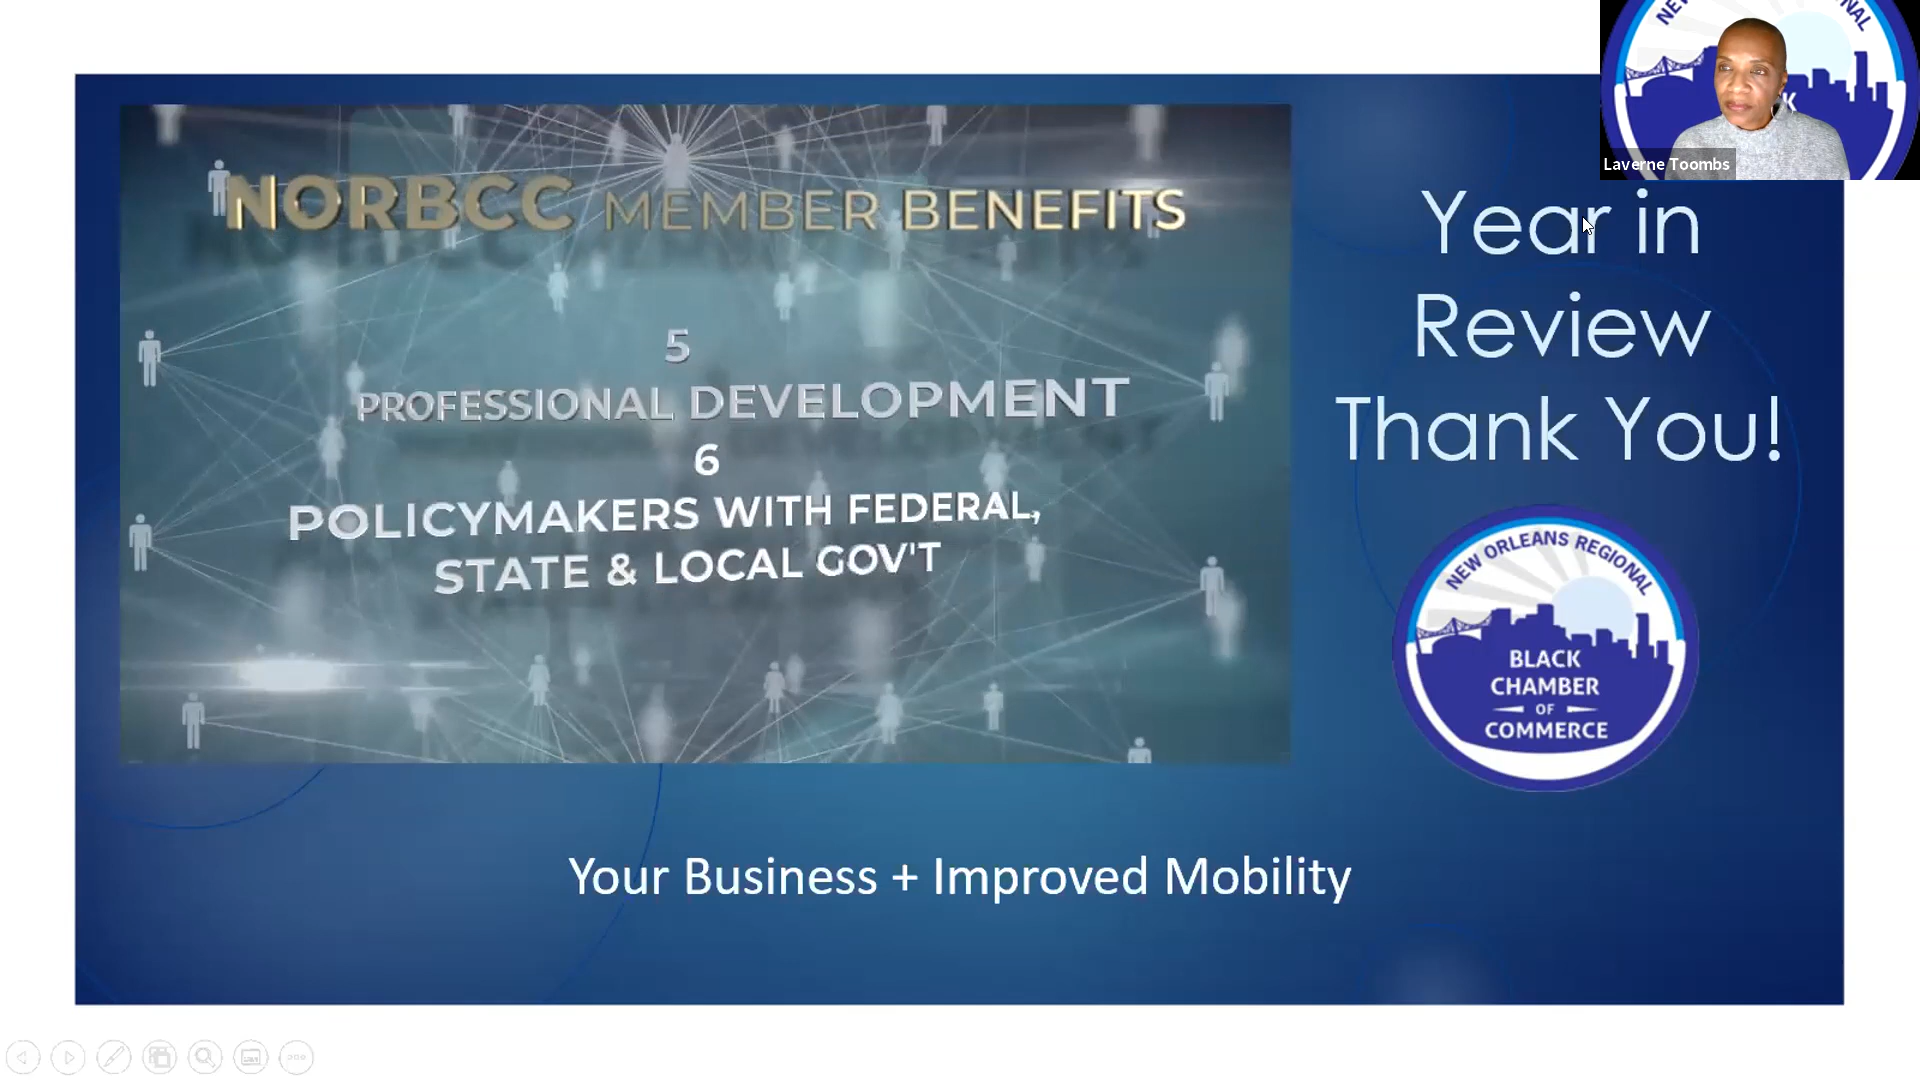 NORBCC MEMBER BENEFITS
5
PROFESSIONAL DEVELOPMENT
6
POLICYMAKERS WITH FEDERAL,
STATE & LOCAL GOV'T
Laverne Toombs
Year in
Review
Thank You!
NEW ORLEANS REGIONAL
BLACK
CHAMBER
OF
COMMERCE
Your Business + Improved Mobility